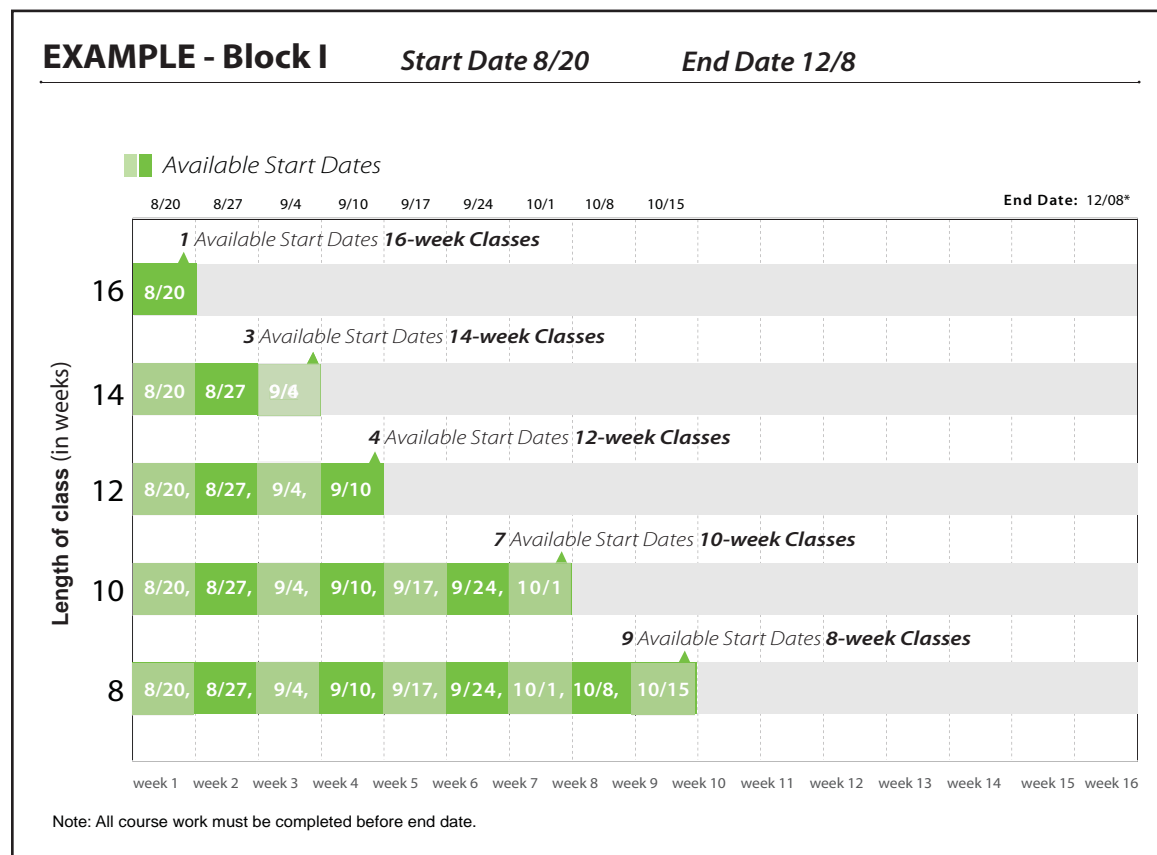 EXAMPLE - Block I Start Date 8/20 End Date 12/8
Available Start Dates
8/20 8/27 9/4 9/10 9/17 9/24 10/1 10/8 10/15 End Date: 12/08*
1 Available Start Dates 16-week Classes
16 8/20
3 Available Start Dates 14-week Classes
14 8/20 8/27
4 Available Start Dates 12-week Classes
12 8/20, 8/27, 9/4, 9/10
7 Available Start Dates 10-week Classes
10 8/20, 8/27, 9/4, 9/10, 9/17, 9/24, 10/1
9 Available Start Dates 8-week Classes
8 8/20, 8/27, 9/4, 9/10, 9/17, 9/24, 10/1, 10/8, 10/15
Length of class (in weeks)
week 1 week 2 week 3 week 4 week 5 week 6 week 7 week 8 week 9 week 10 week 11 week 12 week 13 week 14 week 15 week 16
Note: All course work must be completed before end date.